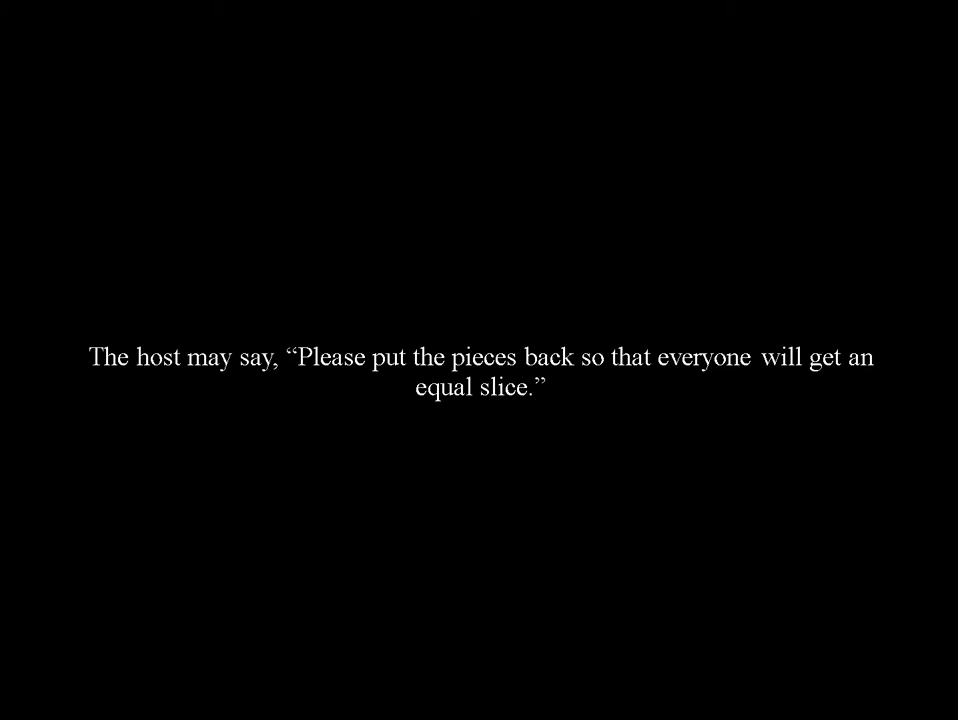 The host may say, “Please put the pieces back so that everyone will get an
equal slice.”